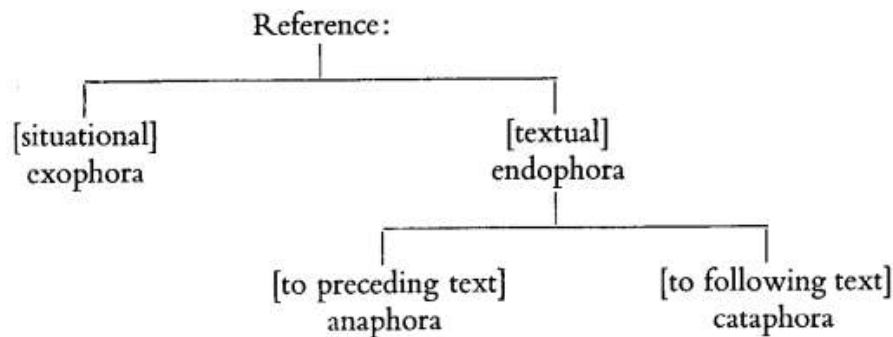 Reference:
[situational]
exophora
[textual]
endophora
[to preceding text]
anaphora
[to following text]
cataphora